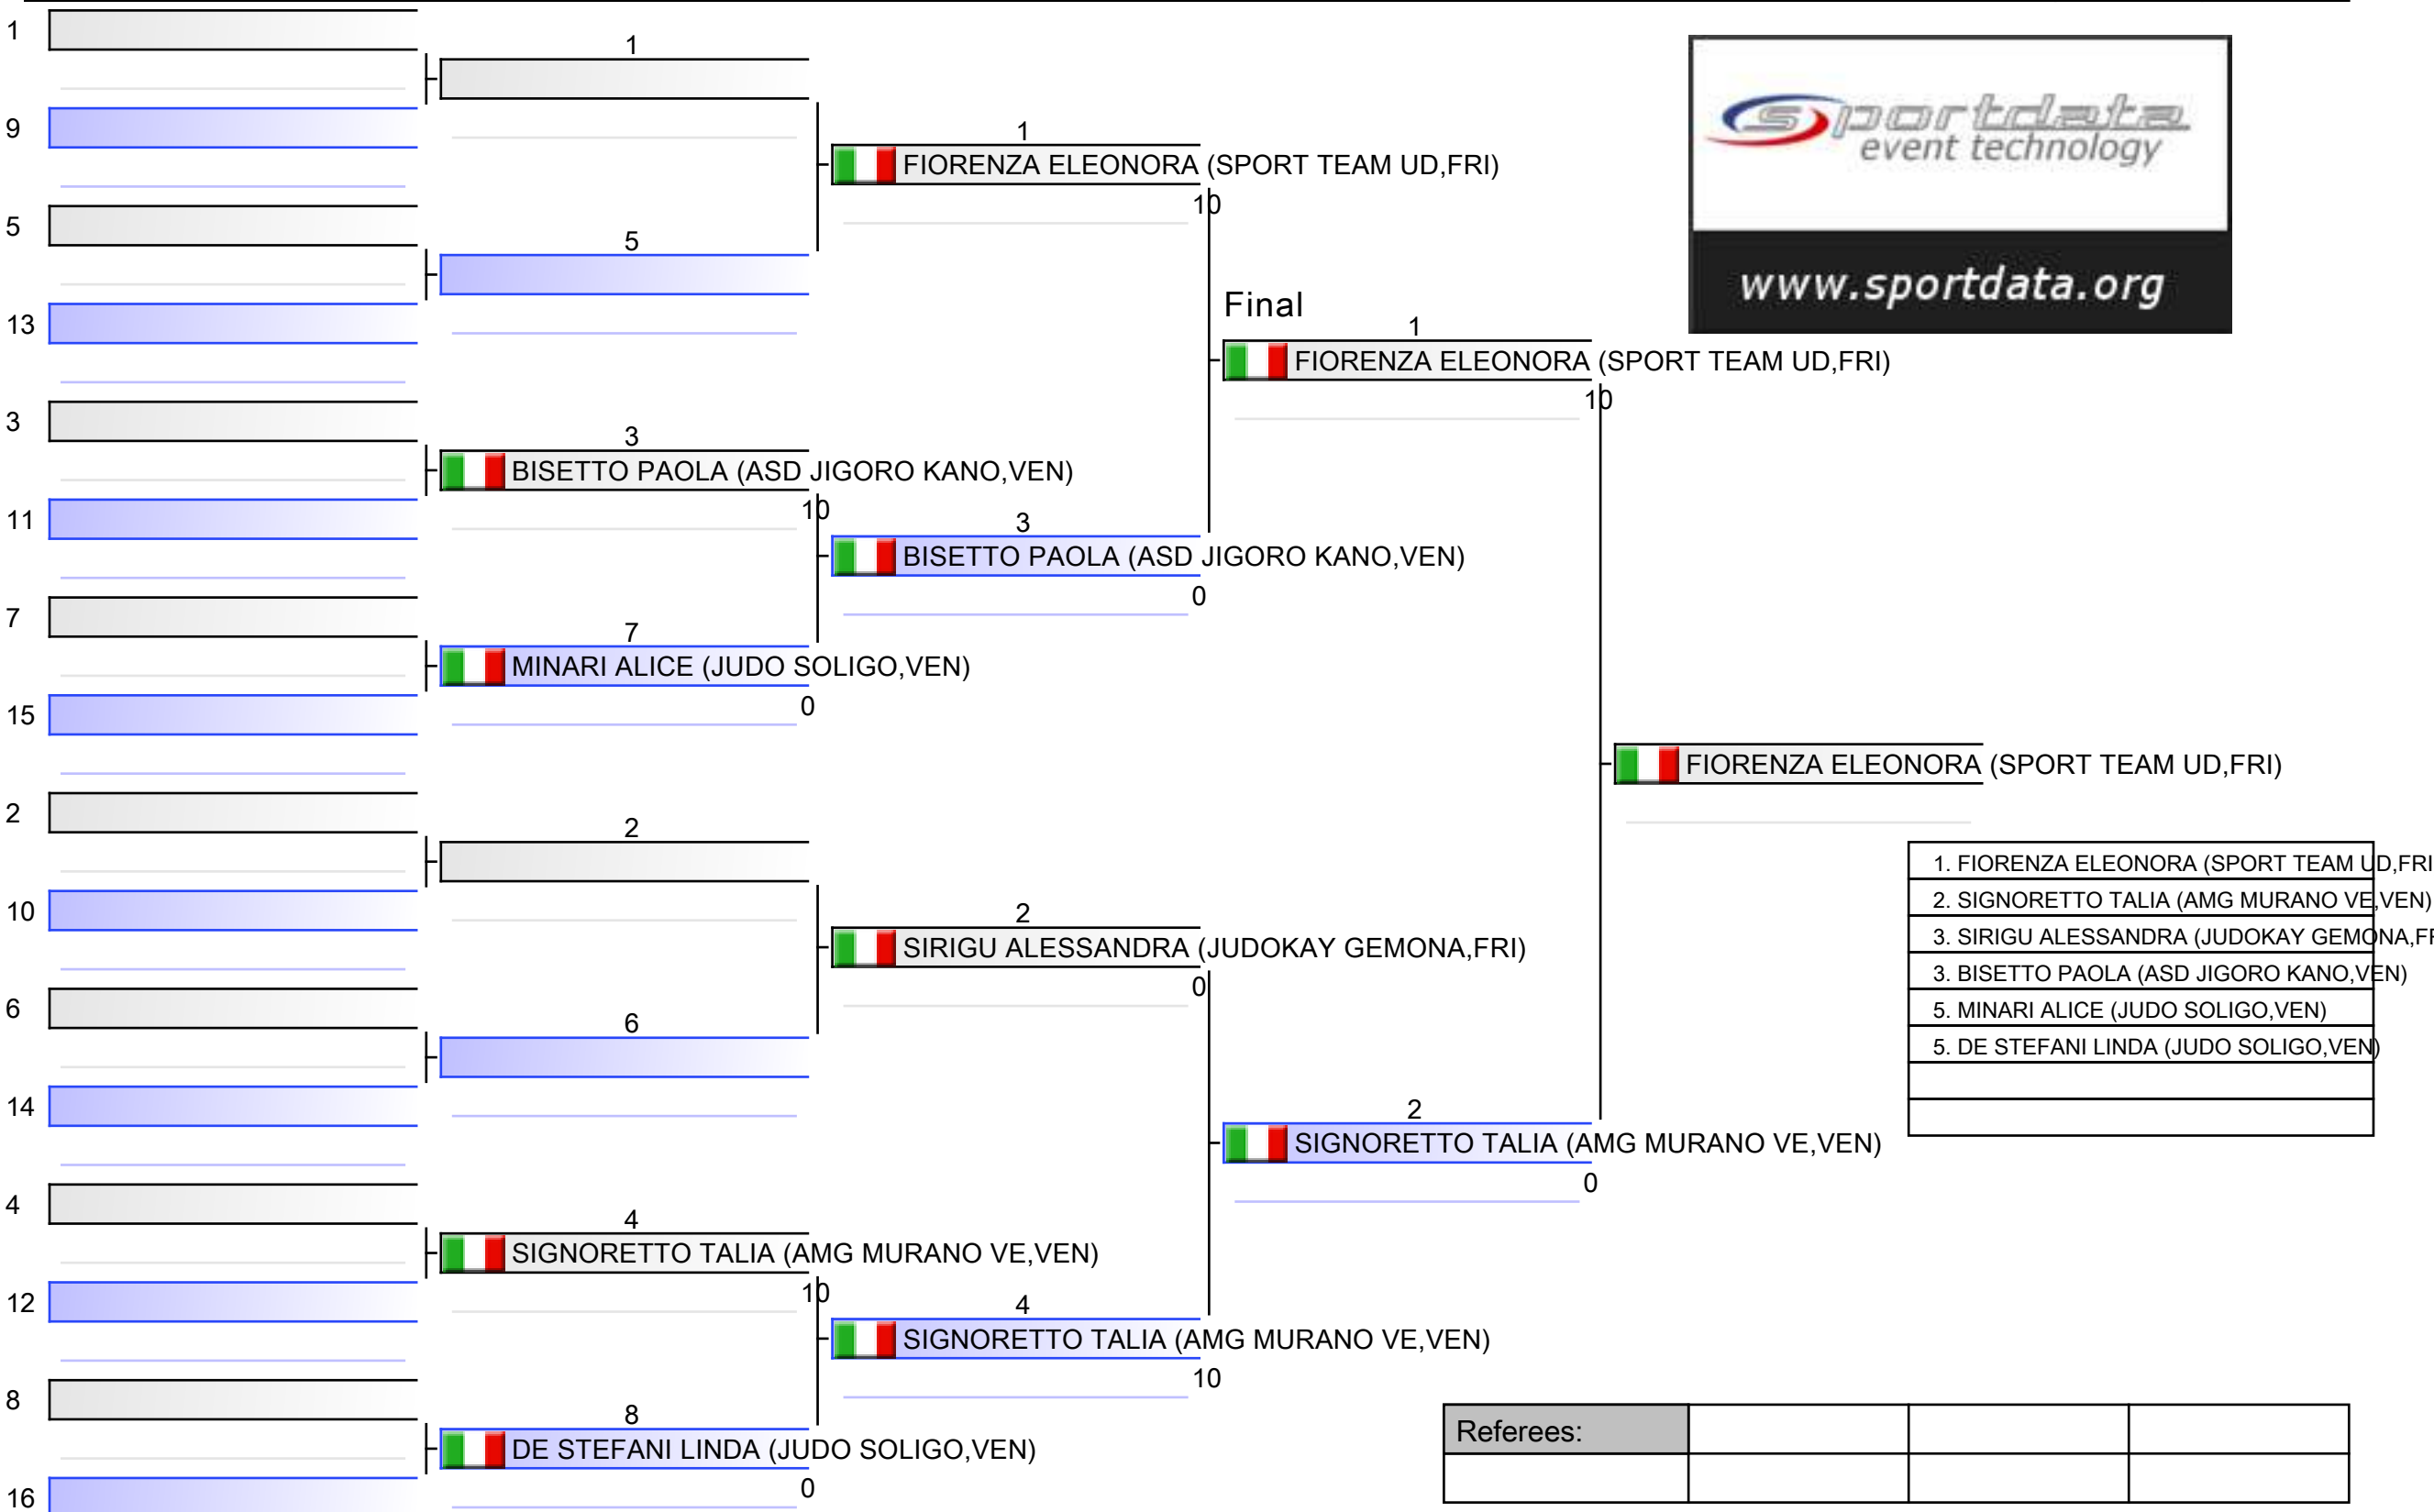 1
9
5
13
3
11
7
15
2
10
6
14
4
12
8
16
1
5
3
BISETTO PAOLA (ASD JIGORO KANO,VEN)
10
7
MINARI ALICE (JUDO SOLIGO,VEN)
0
2
6
4
SIGNORETTO TALIA (AMG MURANO VE,VEN)
10
8
DE STEFANI LINDA (JUDO SOLIGO,VEN)
0
1
FIORENZA ELEONORA (SPORT TEAM UD,FRI)
10
3
BISETTO PAOLA (ASD JIGORO KANO,VEN)
0
2
SIRIGU ALESSANDRA (JUDOKAY GEMONA,FRI)
0
4
SIGNORETTO TALIA (AMG MURANO VE,VEN)
10
Final
1
FIORENZA ELEONORA (SPORT TEAM UD,FRI)
10
2
SIGNORETTO TALIA (AMG MURANO VE,VEN)
0
FIORENZA ELEONORA (SPORT TEAM UD,FRI)
sportdata
event technology
www.sportdata.org
1. FIORENZA ELEONORA (SPORT TEAM UD,FRI
2. SIGNORETTO TALIA (AMG MURANO VE,VEN)
3. SIRIGU ALESSANDRA (JUDOKAY GEMONA,FR
3. BISETTO PAOLA (ASD JIGORO KANO,VEN)
5. MINARI ALICE (JUDO SOLIGO,VEN)
5. DE STEFANI LINDA (JUDO SOLIGO,VEN)
Referees: